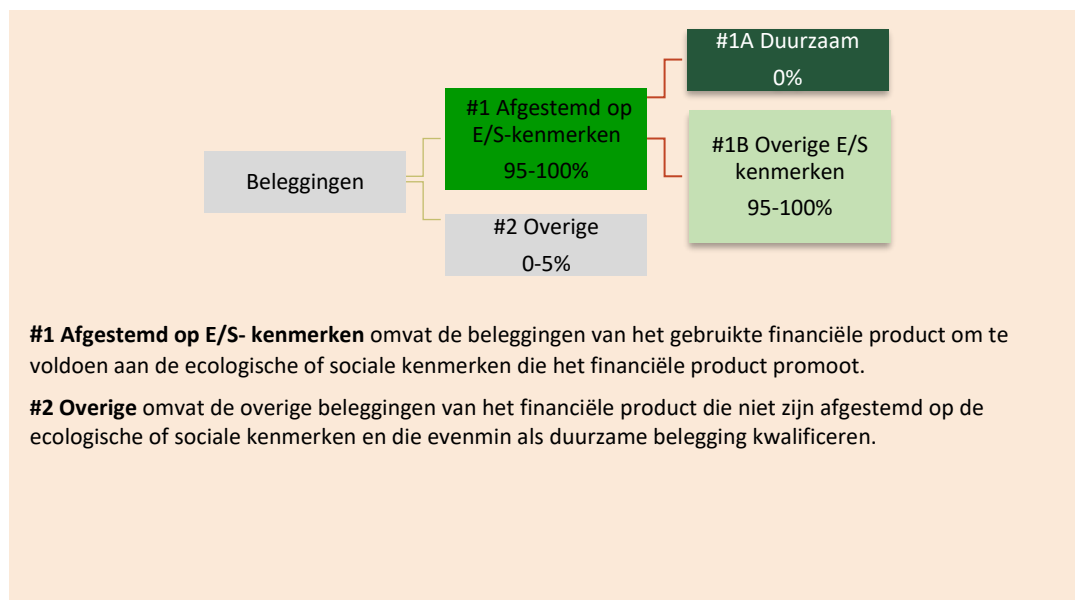 #1A Duurzaam
0%
#1 Afgestemd op
E/S-kenmerken
95-100%
#1B Overige E/S
kenmerken
95-100%
Beleggingen
#2 Overige
0-5%
#1 Afgestemd op E/S- kenmerken omvat de beleggingen van het gebruikte financiële product om te
voldoen aan de ecologische of sociale kenmerken die het financiële product promoot.
#2 Overige omvat de overige beleggingen van het financiële product die niet zijn afgestemd op de
ecologische of sociale kenmerken en die evenmin als duurzame belegging kwalificeren.